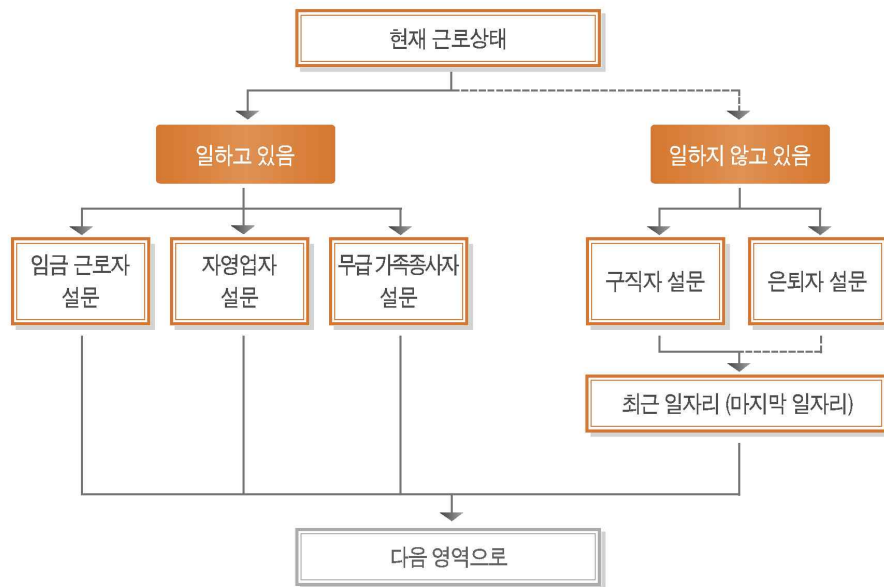 현재 근로상태
일하고 있음
일하지 않고 있음
임금 근로자
설문
자영업자
설문
무급 가족종사자
설문
구직자 설문
은퇴자 설문
최근 일자리 (마지막 일자리)
다음 영역으로